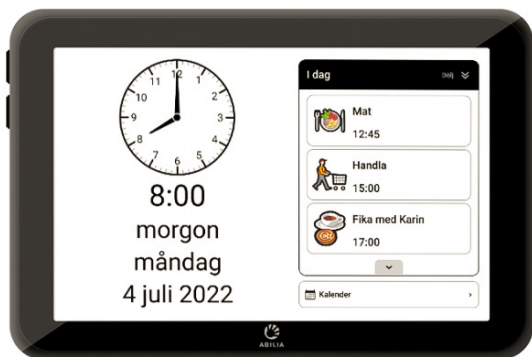 12
1
2
3
4
5
6
7
8
9
10
11
8:00
morgon
måndag
4 juli 2022
I dag
Dölj
Mat
12:45
Handla
15:00
Fika med Karin
17:00
Kalender
ABILIA